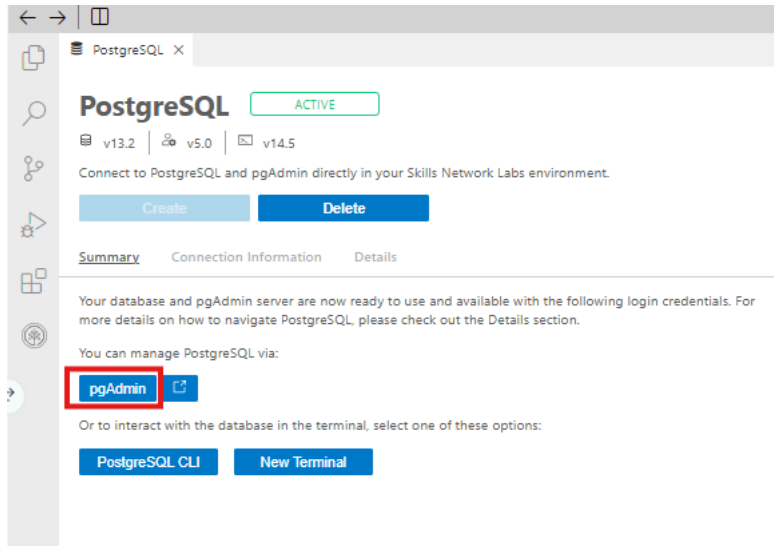 PostgreSQL
PostgreSQL ACTIVE
v13.2 v5.0 v14.5
Connect to PostgreSQL and pgAdmin directly in your Skills Network Labs environment.
Create Delete
Summary Connection Information Details
Your database and pgAdmin server are now ready to use and available with the following login credentials. For
more details on how to navigate PostgreSQL, please check out the Details section.
You can manage PostgreSQL via:
pgAdmin
Or to interact with the database in the terminal, select one of these options:
PostgreSQL CLI New Terminal